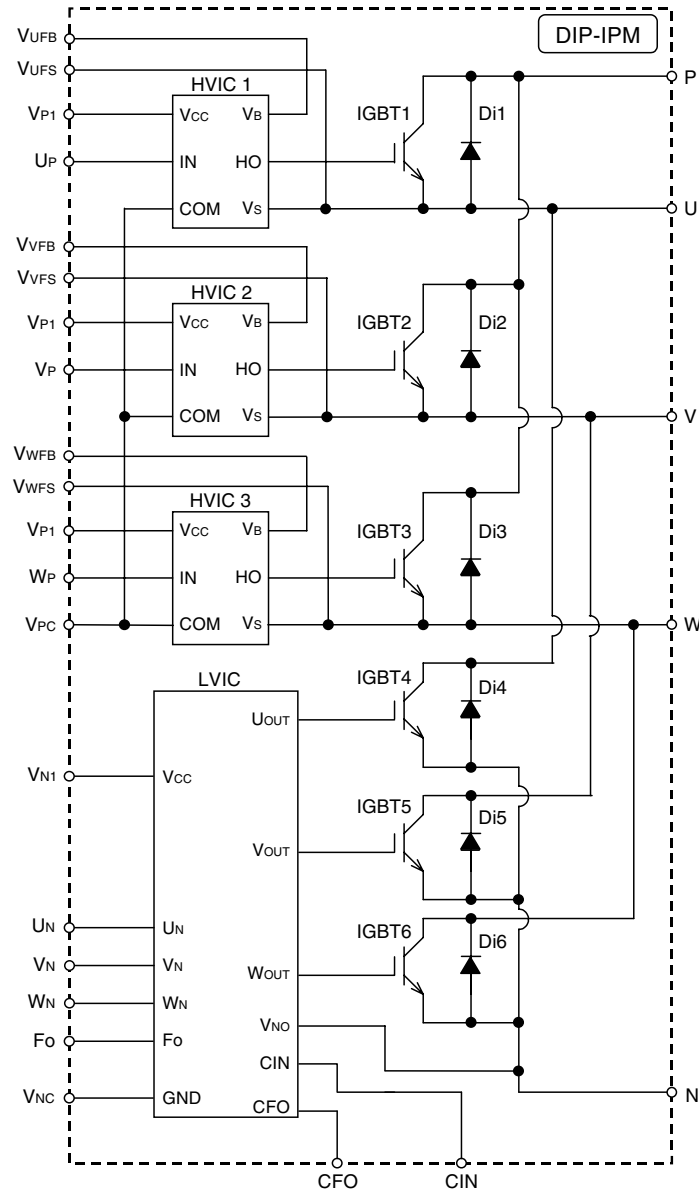 DIP-IPM
VUFB
VUFS
HVIC 1
VP1
VCC
VB
IGBT1
Di1
P
UP
IN
HO
COM
VS
U
VVFB
VVFS
HVIC 2
VP1
VCC
VB
IGBT2
Di2
VP
IN
HO
COM
VS
V
VWFB
VWFS
HVIC 3
VP1
VCC
VB
IGBT3
Di3
WP
IN
HO
VPC
COM
VS
W
LVIC
IGBT4
Di4
UOUT
VN1
VCC
IGBT5
Di5
VOUT
IGBT6
Di6
UN
UN
VN
VN
WOUT
WN
WN
VNO
Fo
Fo
CIN
VNC
GND
CFO
N
CFO
CIN